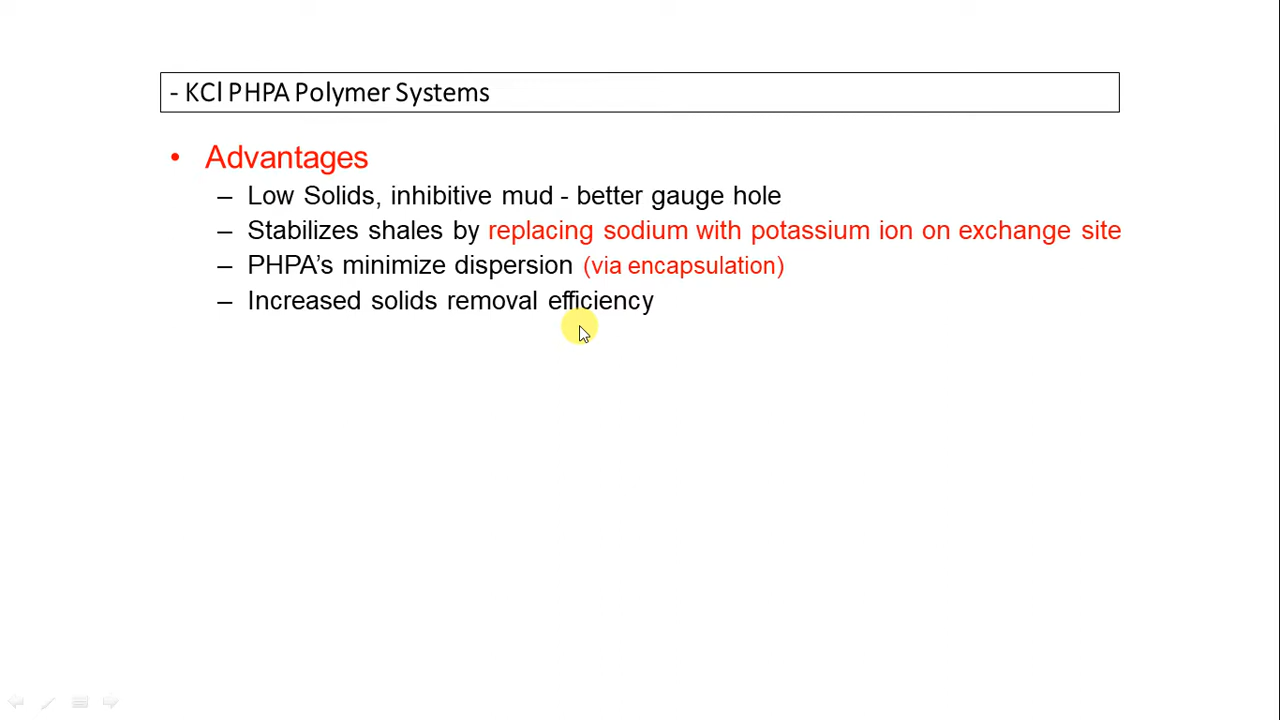 - KCl PHPA Polymer Systems
• Advantages
– Low Solids, inhibitive mud - better gauge hole
– Stabilizes shales by replacing sodium with potassium ion on exchange site
– PHPA’s minimize dispersion (via encapsulation)
– Increased solids removal efficiency